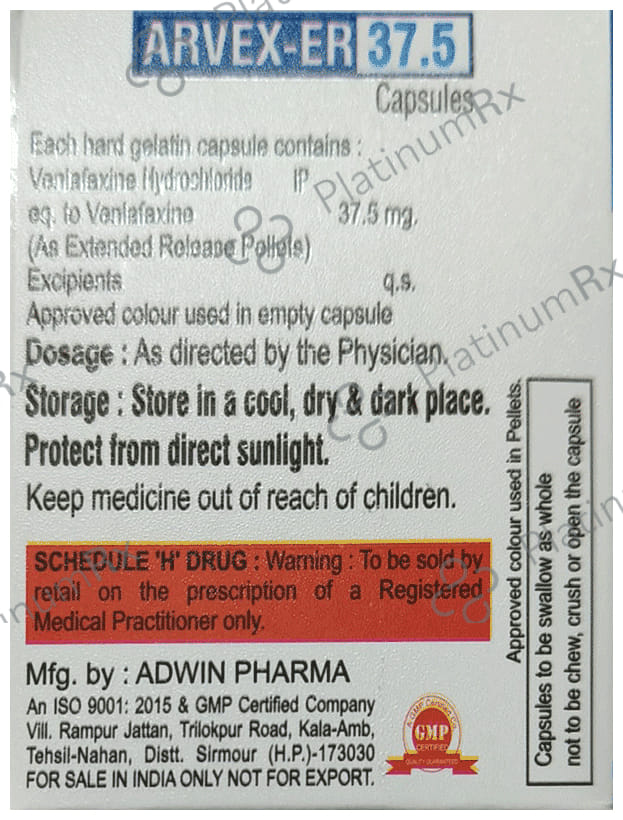 ARVEX-ER 37.5
Capsules
Each hard gelatin capsule contains :
Venlafaxine Hydrochloride IP
eq. to Venlafaxine 37.5 mg.
(As Extended Release Pellets)
Excipients q.s.
Approved colour used in empty capsule
Dosage : As directed by the Physician.
Storage : Store in a cool, dry & dark place.
Protect from direct sunlight.
Keep medicine out of reach of children.
SCHEDULE 'H' DRUG : Warning : To be sold by
retail on the prescription of a Registered
Medical Practitioner only.
Mfg. by : ADWIN PHARMA
An ISO 9001: 2015 & GMP Certified Company
Vill. Rampur Jattan, Trilokpur Road, Kala-Amb,
Tehsil-Nahan, Distt. Sirmour (H.P.)-173030
FOR SALE IN INDIA ONLY NOT FOR EXPORT.
A GMP Certified Co.
GMP
CERTIFIED
QUALITY GUARANTEED
Approved colour used in Pellets.
Capsules to be swallow as whole
not to be chew, crush or open the capsule
PlatinumRx
PlatinumRx